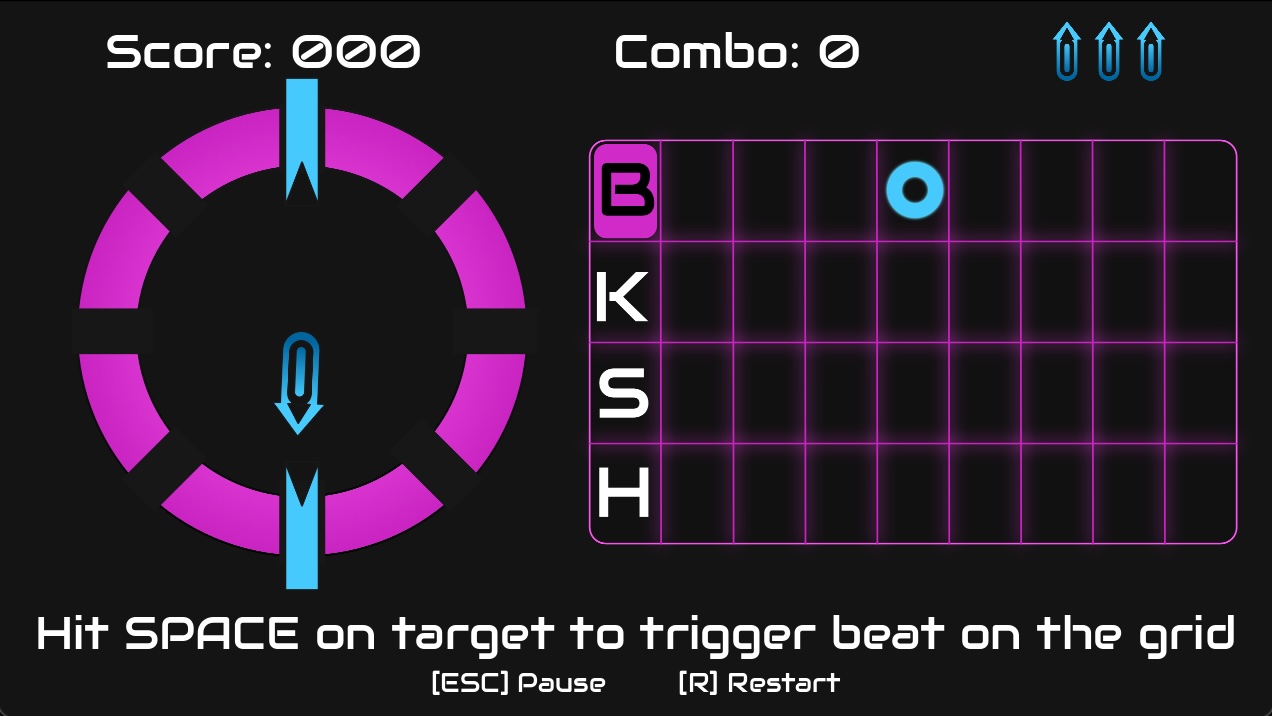 Score: 000
Combo: 0
B
K
S
H
Hit SPACE on target to trigger beat on the grid
[ESC] Pause
[R] Restart